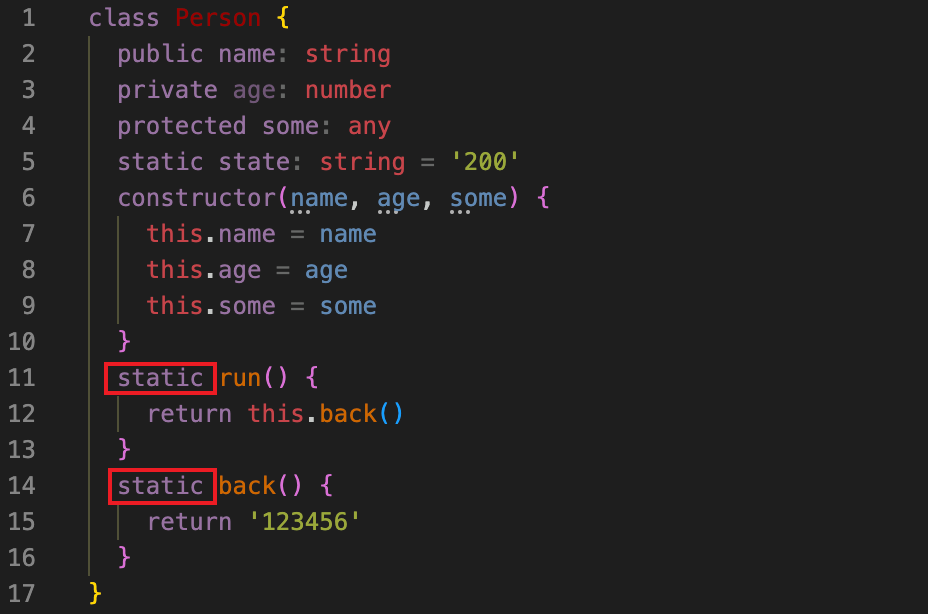 1 class Person {
2 public name: string
3 private age: number
4 protected some: any
5 static state: string = '200'
6 constructor(name, age, some) {
7 this.name = name
8 this.age = age
9 this.some = some
10 }
11 static run() {
12 return this.back()
13 }
14 static back() {
15 return '123456'
16 }
17 }